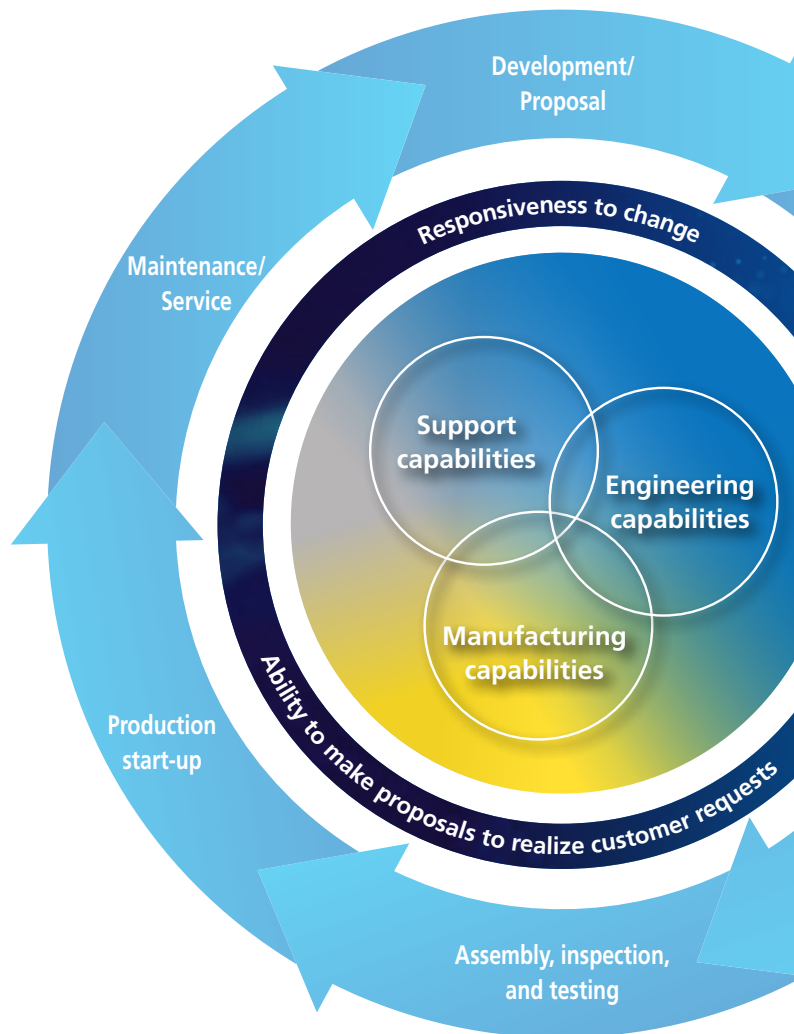 Development/
Proposal
Responsiveness to change
Maintenance/
Service
Support
capabilities
Engineering
capabilities
Manufacturing
capabilities
Production
start-up
Ability to make proposals to realize customer requests
Assembly, inspection,
and testing